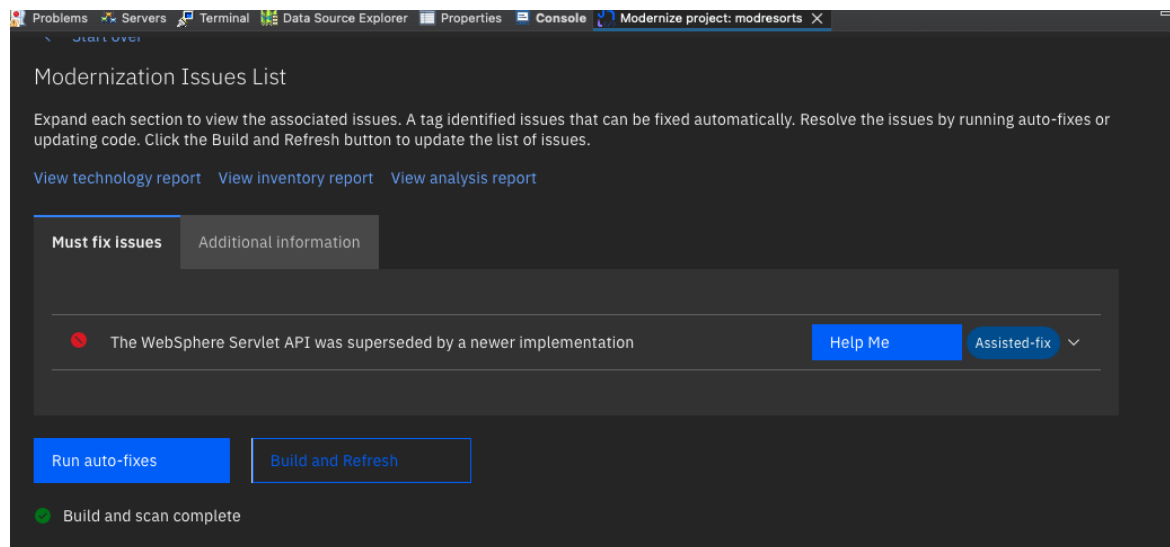 Problems Servers Terminal Data Source Explorer Properties Console Modernize project: modresorts
Start over
Modernization Issues List
Expand each section to view the associated issues. A tag identified issues that can be fixed automatically. Resolve the issues by running auto-fixes or
updating code. Click the Build and Refresh button to update the list of issues.
View technology report View inventory report View analysis report
Must fix issues Additional information
The WebSphere Servlet API was superseded by a newer implementation Help Me Assisted-fix
Run auto-fixes Build and Refresh
Build and scan complete